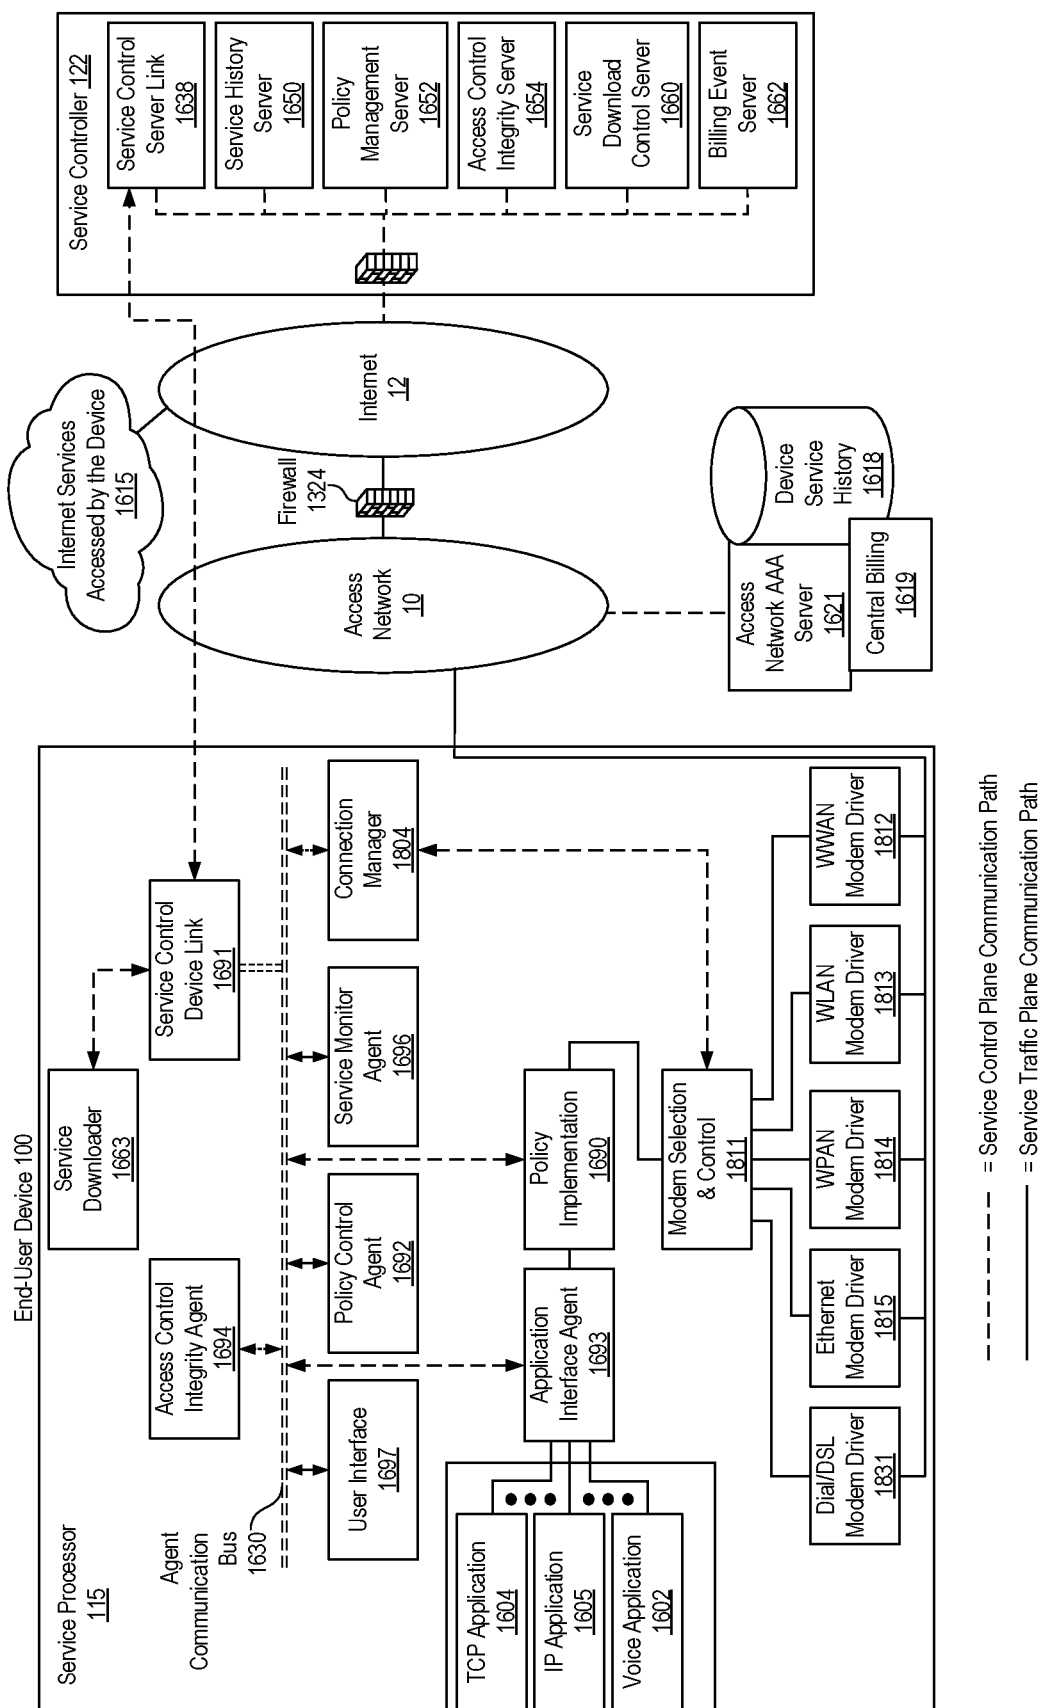 End-User Device 100
Service Processor
115
Agent
Communication
Bus
1630
Access Control
Integrity Agent
1694
Service
Downloader
1663
Service Control
Device Link
1691
User Interface
1697
Policy Control
Agent
1692
Service Monitor
Agent
1696
Connection
Manager
1804
TCP Application
1604
IP Application
1605
Voice Application
1602
Application
Interface Agent
1693
Policy
Implementation
1690
Modem Selection
& Control
1811
Dial/DSL
Modem Driver
1831
Ethernet
Modem Driver
1815
WPAN
Modem Driver
1814
WLAN
Modem Driver
1813
WWAN
Modem Driver
1812
Internet Services
Accessed by the Device
1615
Access
Network
10
Firewall
1324
Internet
12
Access
Network AAA
Server
1621
Device
Service
History
1618
Central Billing
1619
Service Controller 122
Service Control
Server Link
1638
Service History
Server
1650
Policy
Management
Server
1652
Access Control
Integrity Server
1654
Service
Download
Control Server
1660
Billing Event
Server
1662
= Service Control Plane Communication Path
= Service Traffic Plane Communication Path